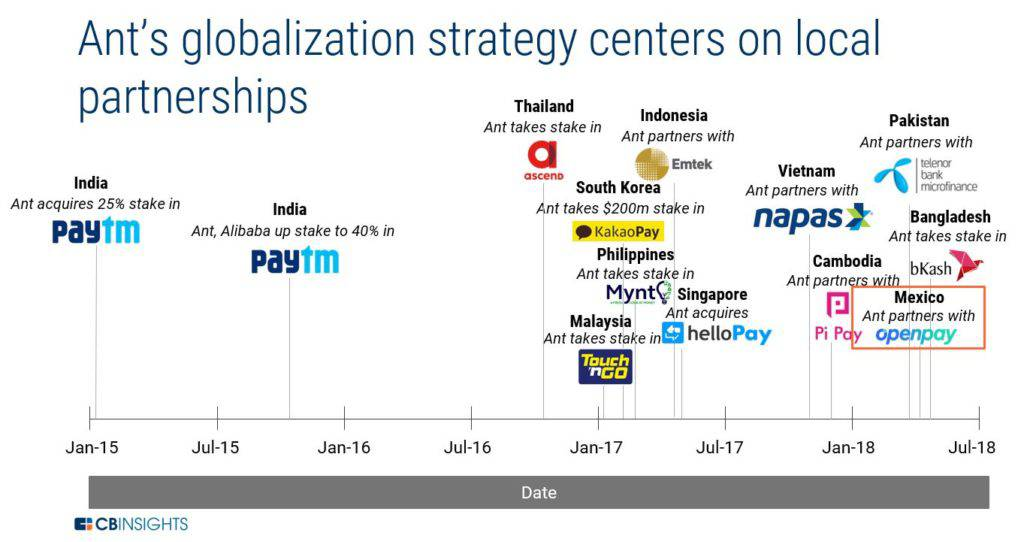 Ant's globalization strategy centers on local
partnerships
India
Ant acquires 25% stake in
paytm
India
Ant, Alibaba up stake to 40% in
paytm
Thailand
Ant takes stake in
ascend
Indonesia
Ant partners with
Emtek
South Korea
Ant takes $200m stake in
KakaoPay
Philippines
Ant takes stake in
Mynt
Malaysia
Ant takes stake in
Touch
'nGO
Singapore
Ant acquires
helloPay
Vietnam
Ant partners with
napas
Cambodia
Ant partners with
Pi Pay
Pakistan
Ant partners with
telenor
bank
microfinance
Bangladesh
Ant takes stake in
bKash
Mexico
Ant partners with
openpay
Jan-15
Jul-15
Jan-16
Jul-16
Jan-17
Jul-17
Jan-18
Jul-18
Date
CBINSIGHTS